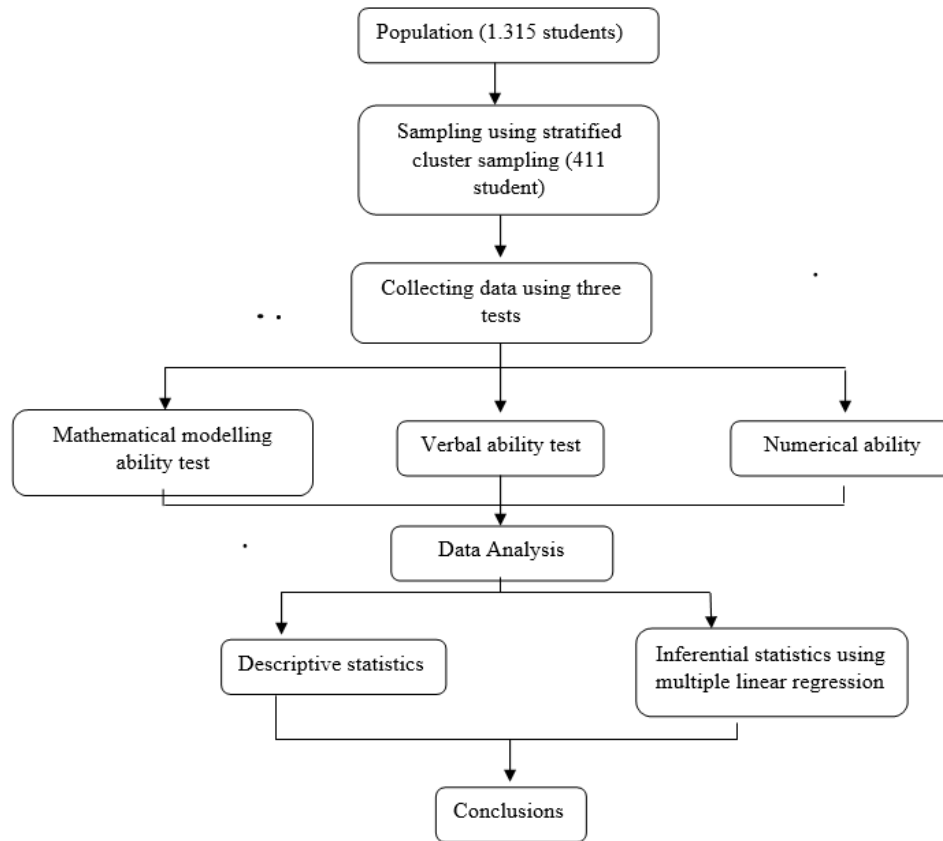 Population (1.315 students)
Sampling using stratified
cluster sampling (411
student)
Collecting data using three
tests
Mathematical modelling
ability test
Verbal ability test
Numerical ability
Data Analysis
Descriptive statistics
Inferential statistics using
multiple linear regression
Conclusions